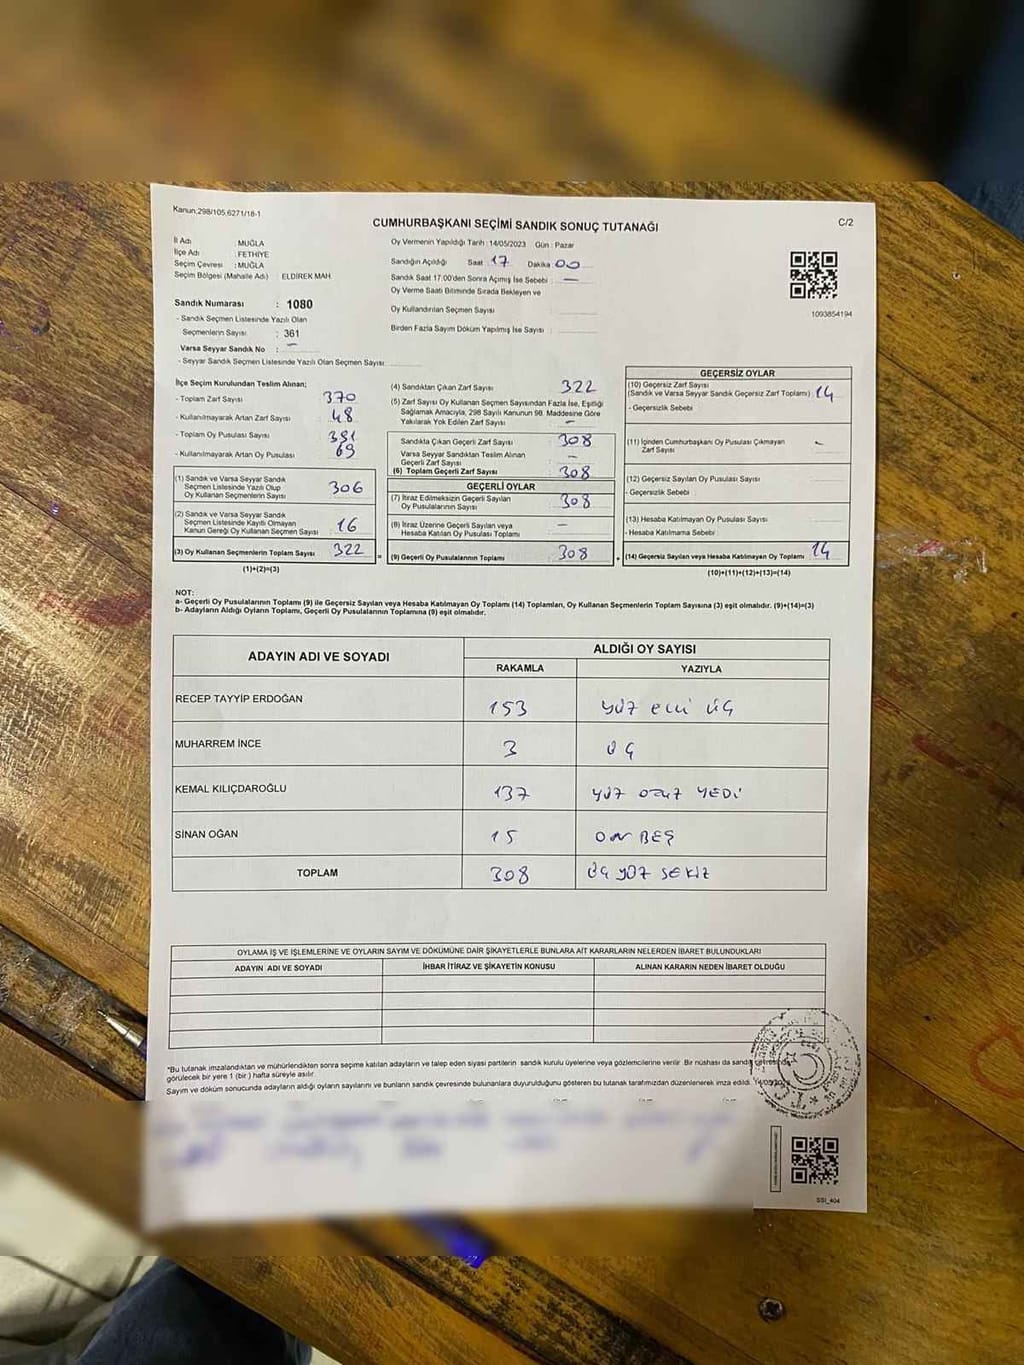 Kanun;298/105,6271/18-1
CUMHURBAŞKANI SEÇİMİ SANDIK SONUÇ TUTANAĞI
C/2
İl Adı MUĞLA
İlçe Adı : FETHİYE
Seçim Çevresi : MUĞLA
Seçim Bölgesi (Mahalle Adı) ELDİREK MAH.
Oy Vermenin Yapıldığı Tarih : 14/05/2023 Gün : Pazar
Sandığın Açıldığı Saat 17 Dakika 00
Sandık Saat 17:00'den Sonra Açımış İse Sebebi : —
Oy Verme Saati Bitiminde Sırada Bekleyen ve
Oy Kullandırılan Seçmen Sayısı :
Birden Fazla Sayım Döküm Yapılmış İse Sayısı :
1093854194
Sandık Numarası : 1080
- Sandık Seçmen Listesinde Yazılı Olan
Seçmenlerin Sayısı : 361
Varsa Seyyar Sandık No : —
- Seyyar Sandık Seçmen Listesinde Yazılı Olan Seçmen Sayısı:
İlçe Seçim Kurulundan Teslim Alınan;
- Toplam Zarf Sayısı 370
- Kullanılmayarak Artan Zarf Sayısı 48
- Toplam Oy Pusulası Sayısı 391
- Kullanılmayarak Artan Oy Pusulası 69
(1) Sandık ve Varsa Seyyar Sandık
Seçmen Listesinde Yazılı Olup
Oy Kullanan Seçmenlerin Sayısı 306
(2) Sandık ve Varsa Seyyar Sandık
Seçmen Listesinde Kayıtlı Olmayan
Kanun Gereği Oy Kullanan Seçmen Sayısı 16
(3) Oy Kullanan Seçmenlerin Toplam Sayısı 322
(1)+(2)=(3)
(4) Sandıktan Çıkan Zarf Sayısı 322
(5) Zarf Sayısı Oy Kullanan Seçmen Sayısından Fazla İse, Eşitliği
Sağlamak Amacıyla, 298 Sayılı Kanunun 98. Maddesine Göre
Yakılarak Yok Edilen Zarf Sayısı —
Sandıkta Çıkan Geçerli Zarf Sayısı 308
Varsa Seyyar Sandıktan Teslim Alınan
Geçerli Zarf Sayısı —
(6) Toplam Geçerli Zarf Sayısı 308
GEÇERLİ OYLAR
(7) İtiraz Edilmeksizin Geçerli Sayılan
Oy Pusulalarının Sayısı 308
(8) İtiraz Üzerine Geçerli Sayılan veya
Hesaba Katılan Oy Pusulası Toplamı —
(9) Geçerli Oy Pusulalarının Toplamı 308
GEÇERSİZ OYLAR
(10) Geçersiz Zarf Sayısı
(Sandık ve Varsa Seyyar Sandık Geçersiz Zarf Toplamı) 14
- Geçersizlik Sebebi
(11) İçinden Cumhurbaşkanı Oy Pusulası Çıkmayan
Zarf Sayısı
(12) Geçersiz Sayılan Oy Pusulası Sayısı
- Geçersizlik Sebebi
(13) Hesaba Katılmayan Oy Pusulası Sayısı
- Hesaba Katılmama Sebebi
(14) Geçersiz Sayılan veya Hesaba Katılmayan Oy Toplamı 14
(10)+(11)+(12)+(13)=(14)
NOT:
a- Geçerli Oy Pusulalarının Toplamı (9) ile Geçersiz Sayılan veya Hesaba Katılmayan Oy Toplamı (14) Toplamları, Oy Kullanan Seçmenlerin Toplam Sayısına (3) eşit olmalıdır. (9)+(14)=(3)
b- Adayların Aldığı Oyların Toplamı, Geçerli Oy Pusulalarının Toplamına (9) eşit olmalıdır.
ADAYIN ADI VE SOYADI
ALDIĞI OY SAYISI
RAKAMLA YAZIYLA
RECEP TAYYİP ERDOĞAN 153 yüz elli üç
MUHARREM İNCE 3 üç
KEMAL KILIÇDAROĞLU 137 yüz otuz YEDİ
SİNAN OĞAN 15 ON BEŞ
TOPLAM 308 üç yüz SEKİZ
OYLAMA İŞ VE İŞLEMLERİNE VE OYLARIN SAYIM VE DÖKÜMÜNE DAİR ŞİKAYETLERLE BUNLARA AİT KARARLARIN NELERDEN İBARET BULUNDUKLARI
ADAYIN ADI VE SOYADI İHBAR İTİRAZ VE ŞİKAYETİN KONUSU ALINAN KARARIN NEDEN İBARET OLDUĞU
*Bu tutanak imzalandıktan ve mühürlendikten sonra seçime katılan adayların ve talep eden siyasi partilerin sandık kurulu üyelerine veya gözlemcilerine verilir. Bir nüshası da sandık çevresinde
görülecek bir yere 1 (bir ) hafta süreyle asılır.
Sayım ve döküm sonucunda adayların aldığı oyların sayılarını ve bunların sandık çevresinde bulunanlara duyurulduğunu gösteren bu tutanak tarafımızdan düzenlenerek imza edildi.
SSI_404